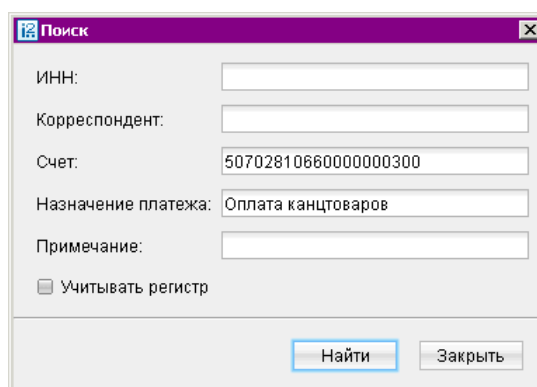 Поиск
ИНН:
Корреспондент:
Счет: 50702810660000000300
Назначение платежа: Оплата канцтоваров
Примечание:
Учитывать регистр
Найти Закрыть